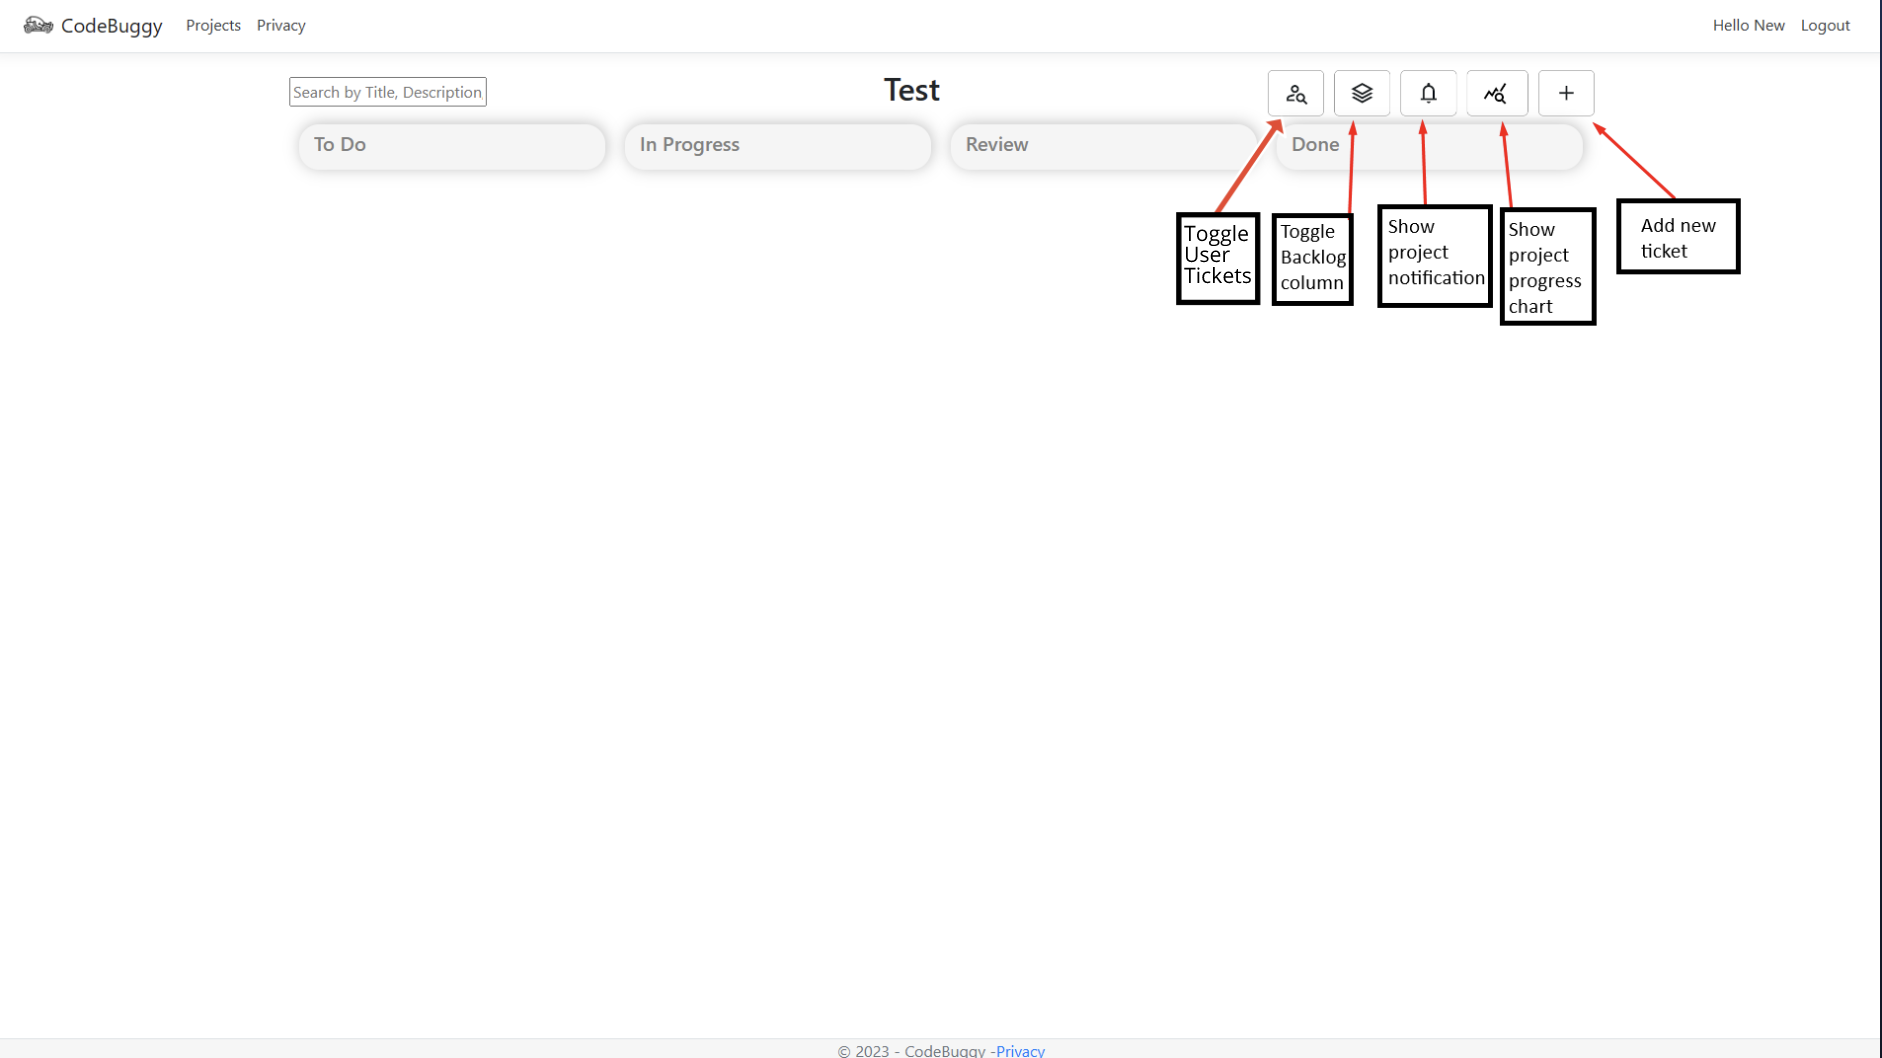 CodeBuggy Projects Privacy Hello New Logout
Search by Title, Description,
Test
To Do
In Progress
Review
Done
Toggle
User
Tickets
Toggle
Backlog
column
Show
project
notification
Show
project
progress
chart
Add new
ticket
© 2023 - CodeBuggy -Privacy